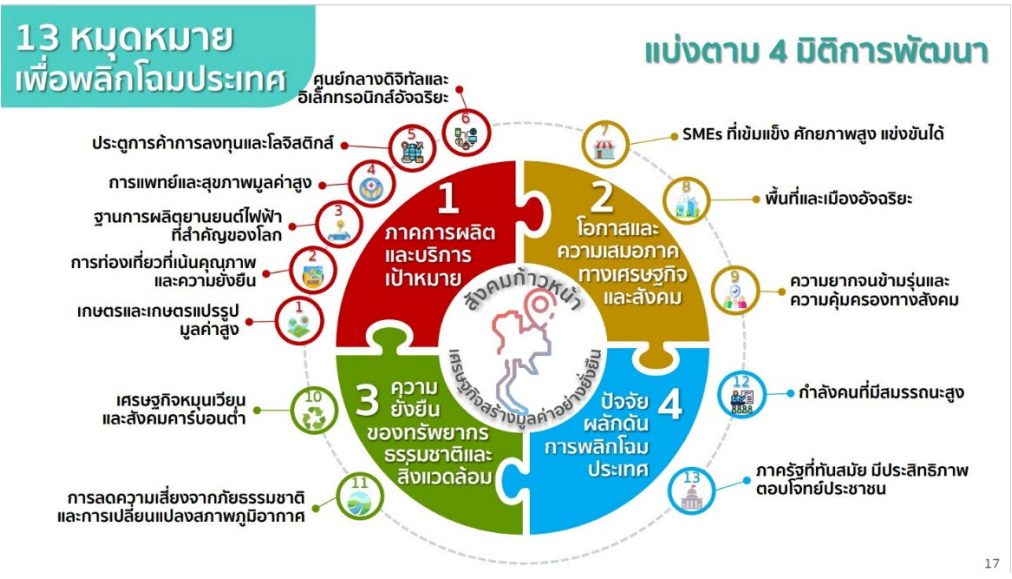 13 หมุดหมาย
เพื่อพลิกโฉมประเทศ
แบ่งตาม 4 มิติการพัฒนา
1
ภาคการผลิต
และบริการ
เป้าหมาย
6
ศูนย์กลางดิจิทัลและ
อิเล็กทรอนิกส์อัจฉริยะ
5
ประตูการค้าการลงทุนและโลจิสติกส์
4
การแพทย์และสุขภาพมูลค่าสูง
3
ฐานการผลิตยานยนต์ไฟฟ้า
ที่สำคัญของโลก
2
การท่องเที่ยวที่เน้นคุณภาพ
และความยั่งยืน
1
เกษตรและเกษตรแปรรูป
มูลค่าสูง
2
โอกาสและ
ความเสมอภาค
ทางเศรษฐกิจ
และสังคม
7
SMEs ที่เข้มแข็ง ศักยภาพสูง แข่งขันได้
8
พื้นที่และเมืองอัจฉริยะ
9
ความยากจนข้ามรุ่นและ
ความคุ้มครองทางสังคม
สังคมก้าวหน้า
เศรษฐกิจสร้างมูลค่าอย่างยั่งยืน
3
ความ
ยั่งยืน
ของทรัพยากร
ธรรมชาติและ
สิ่งแวดล้อม
10
เศรษฐกิจหมุนเวียน
และสังคมคาร์บอนต่ำ
11
การลดความเสี่ยงจากภัยธรรมชาติ
และการเปลี่ยนแปลงสภาพภูมิอากาศ
4
ปัจจัย
ผลักดัน
การพลิกโฉม
ประเทศ
12
กำลังคนที่มีสมรรถนะสูง
13
ภาครัฐที่ทันสมัย มีประสิทธิภาพ
ตอบโจทย์ประชาชน
17